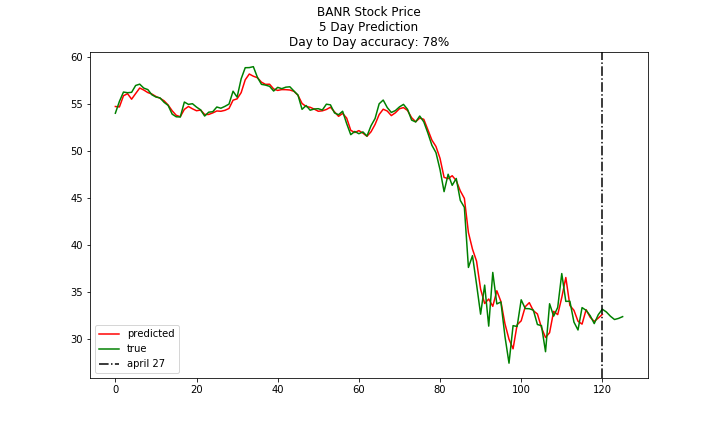 BANR Stock Price
5 Day Prediction
Day to Day accuracy: 78%
60
55
50
45
40
35
30
predicted
true
april 27
0 20 40 60 80 100 120